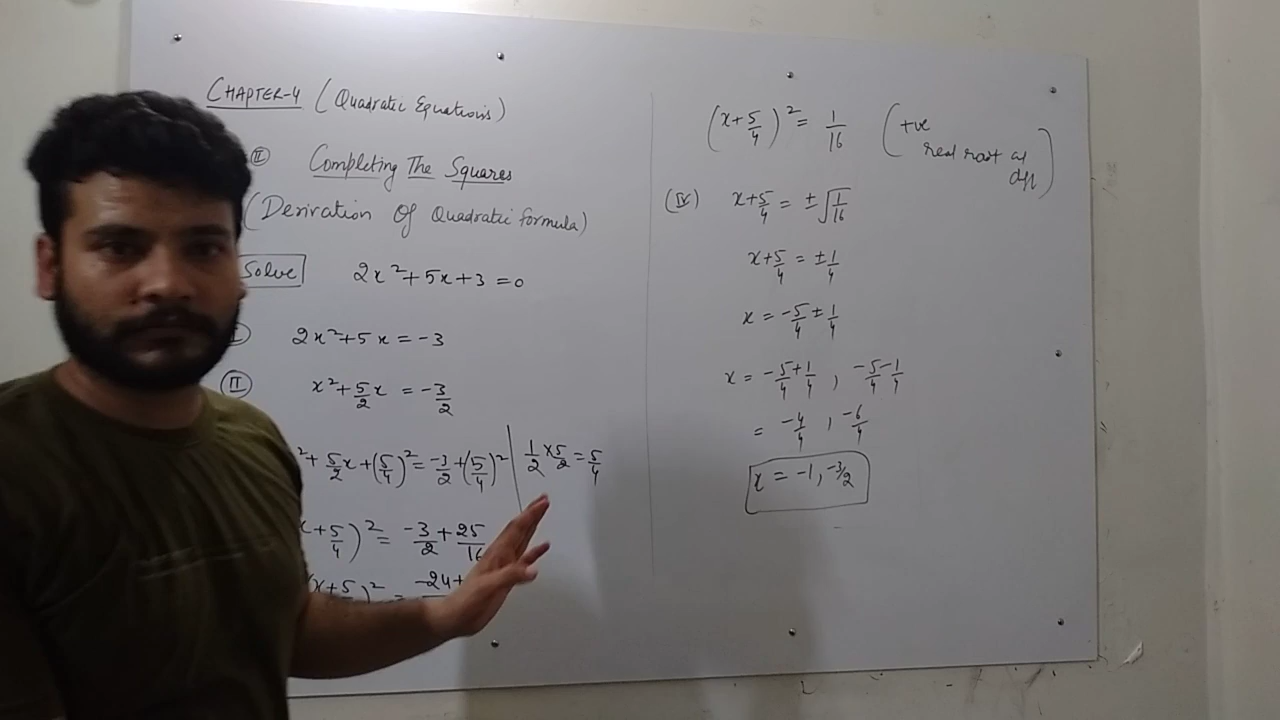 CHAPTER-4 (Quadratic Equations)
II Completing The Squares
(Derivation Of Quadratic formula)
Solve 2x² + 5x + 3 = 0
I 2x² + 5x = -3
II x² + 5/2 x = -3/2
² + 5/2 x + (5/4)² = -3/2 + (5/4)² | 1/2 × 5/2 = 5/4
x + 5/4)² = -3/2 + 25/16
(x + 5 )² = -24+
(x + 5/4)² = 1/16 (+ve
real root
(IV) x + 5/4 = ± √1/16
x + 5/4 = ± 1/4
x = -5/4 ± 1/4
x = -5/4 + 1/4 , -5/4 - 1/4
= -4/4 , -6/4
x = -1, -3/2